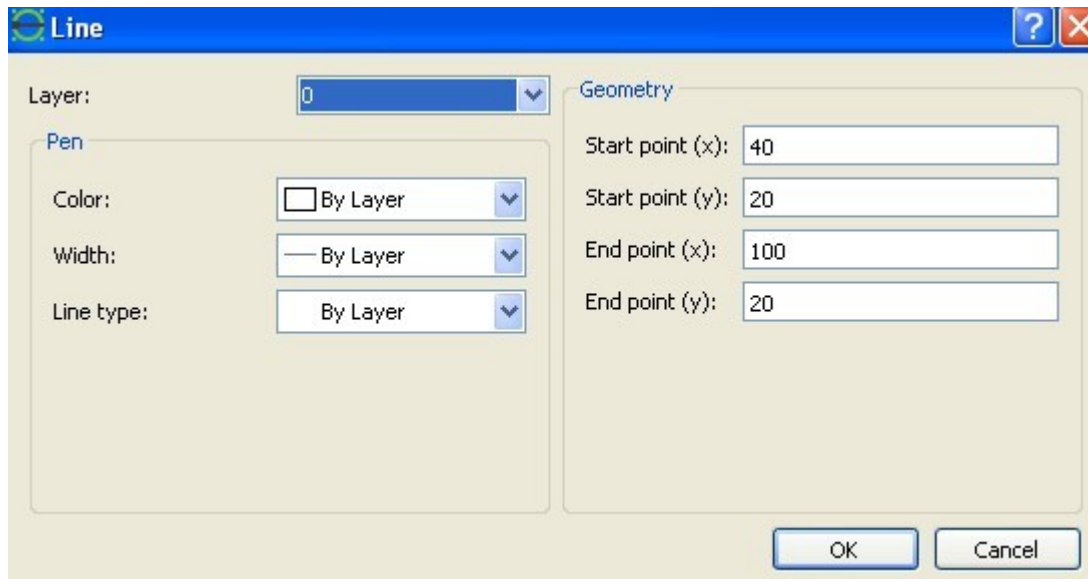 Line
Layer: 0
Pen
Color: By Layer
Width: By Layer
Line type: By Layer
Geometry
Start point (x): 40
Start point (y): 20
End point (x): 100
End point (y): 20
OK Cancel